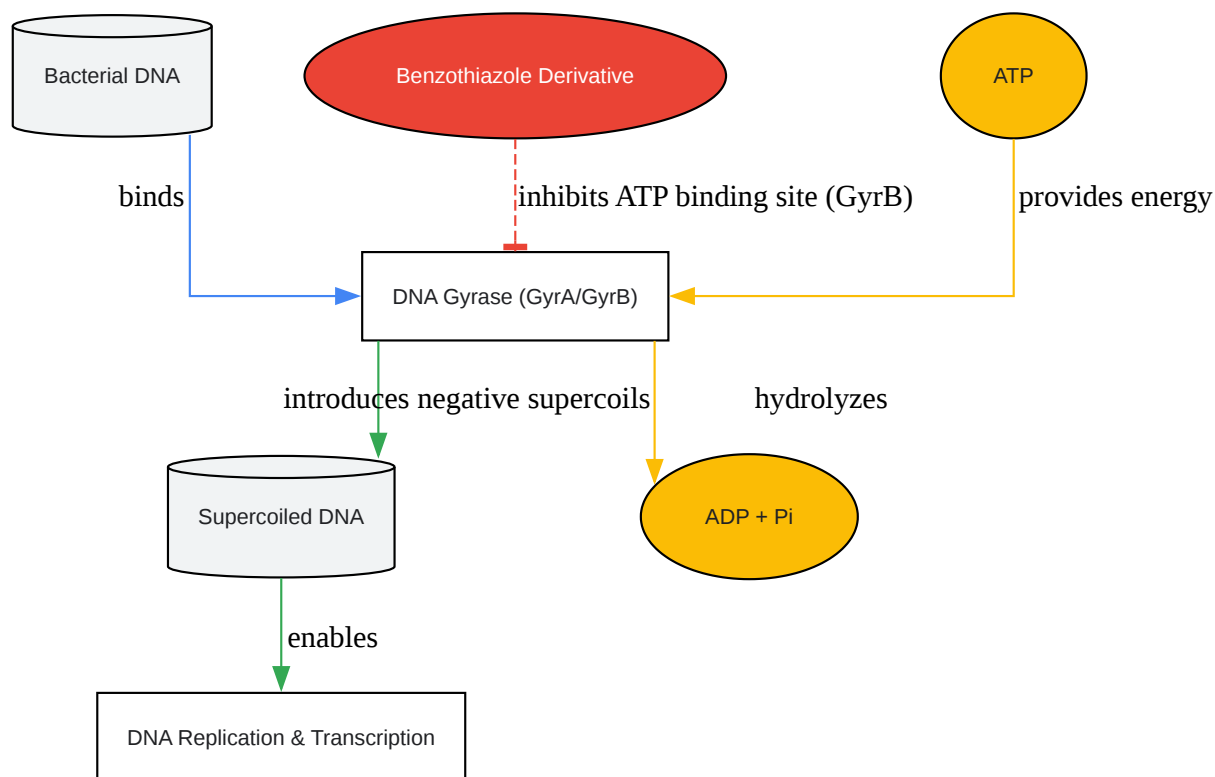 Bacterial DNA
Benzothiazole Derivative
ATP
binds
inhibits ATP binding site (GyrB)
provides energy
DNA Gyrase (GyrA/GyrB)
introduces negative supercoils
hydrolyzes
Supercoiled DNA
ADP + Pi
enables
DNA Replication & Transcription